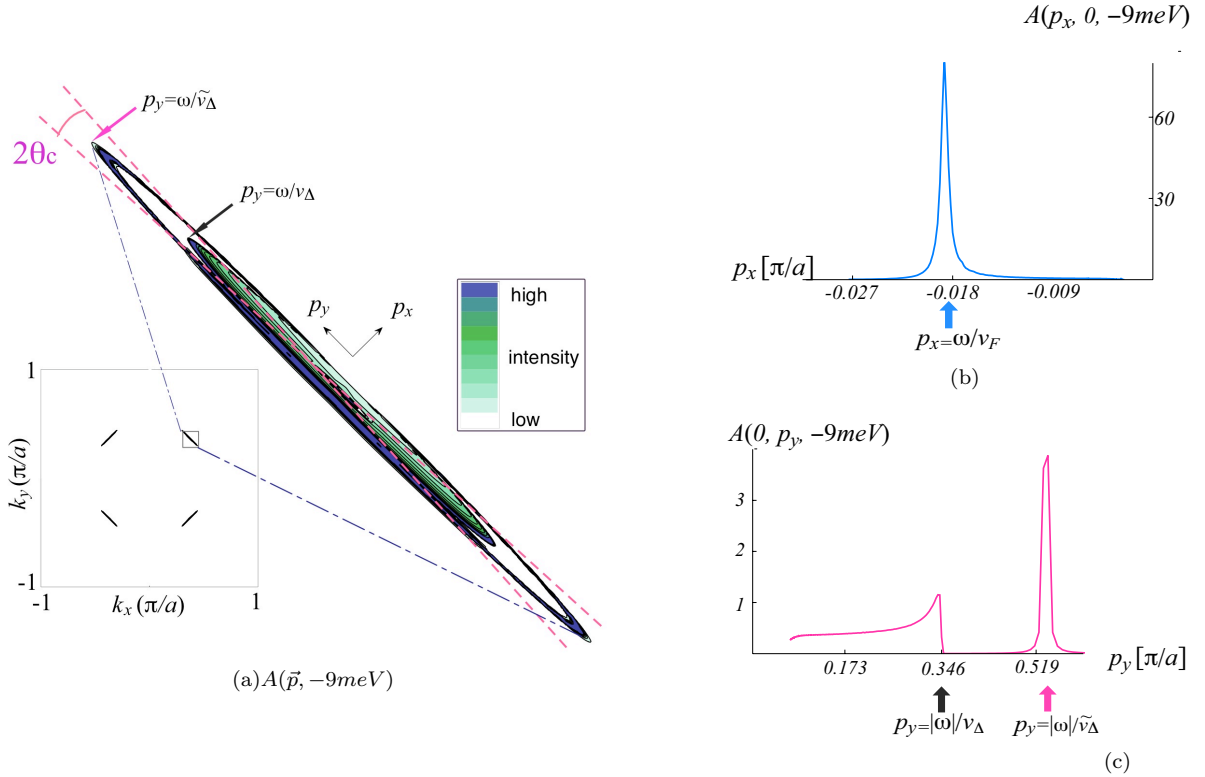 p_y=ω/ṽ_Δ
2θc
p_y=ω/v_Δ
p_y
p_x
high
intensity
low
1
k_y (π/a)
-1
-1
k_x (π/a)
1
(a)A(p⃗, −9meV)
A(p_x, 0, −9meV)
60
30
p_x [π/a]
-0.027
-0.018
-0.009
p_x=ω/v_F
(b)
A(0, p_y, −9meV)
3
2
1
0.173
0.346
0.519
p_y [π/a]
p_y=|ω|/v_Δ
p_y=|ω|/ṽ_Δ
(c)